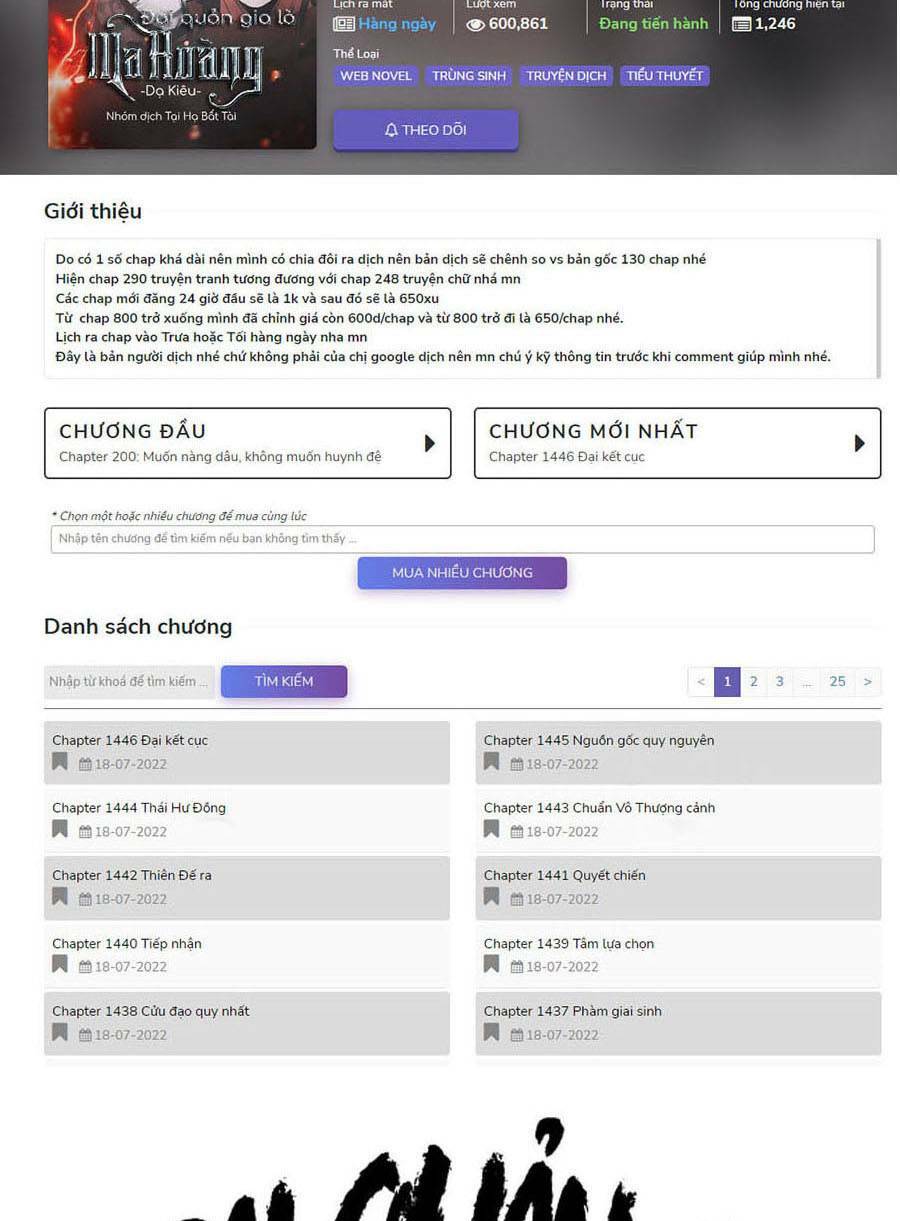 Lịch ra mắt
Lượt xem
Trạng thái
Tổng chương hiện tại
Hàng ngày
600,861
Đang tiến hành
1,246
Đại quản gia là
Ma Hoàng
-Dạ Kiêu-
Nhóm dịch Tại Hạ Bất Tài
Thể Loại
WEB NOVEL
TRÙNG SINH
TRUYỆN DỊCH
TIỂU THUYẾT
THEO DÕI
Giới thiệu
Do có 1 số chap khá dài nên mình có chia đôi ra dịch nên bản dịch sẽ chênh so vs bản gốc 130 chap nhé
Hiện chap 290 truyện tranh tương đương với chap 248 truyện chữ nhá mn
Các chap mới đăng 24 giờ đầu sẽ là 1k và sau đó sẽ là 650xu
Từ chap 800 trở xuống mình đã chỉnh giá còn 600d/chap và từ 800 trở đi là 650/chap nhé.
Lịch ra chap vào Trưa hoặc Tối hàng ngày nha mn
Đây là bản người dịch nhé chứ không phải của chị google dịch nên mn chú ý kỹ thông tin trước khi comment giúp mình nhé.
CHƯƠNG ĐẦU
Chapter 200: Muốn nàng dâu, không muốn huynh đệ
CHƯƠNG MỚI NHẤT
Chapter 1446 Đại kết cục
* Chọn một hoặc nhiều chương để mua cùng lúc
Nhập tên chương để tìm kiếm nếu bạn không tìm thấy ...
MUA NHIỀU CHƯƠNG
Danh sách chương
Nhập từ khoá để tìm kiếm ...
TÌM KIẾM
< 1 2 3 ... 25 >
Chapter 1446 Đại kết cục
18-07-2022
Chapter 1445 Nguồn gốc quy nguyên
18-07-2022
Chapter 1444 Thái Hư Đồng
18-07-2022
Chapter 1443 Chuẩn Vô Thượng cảnh
18-07-2022
Chapter 1442 Thiên Đế ra
18-07-2022
Chapter 1441 Quyết chiến
18-07-2022
Chapter 1440 Tiếp nhận
18-07-2022
Chapter 1439 Tâm lựa chọn
18-07-2022
Chapter 1438 Cửu đạo quy nhất
18-07-2022
Chapter 1437 Phàm giai sinh
18-07-2022